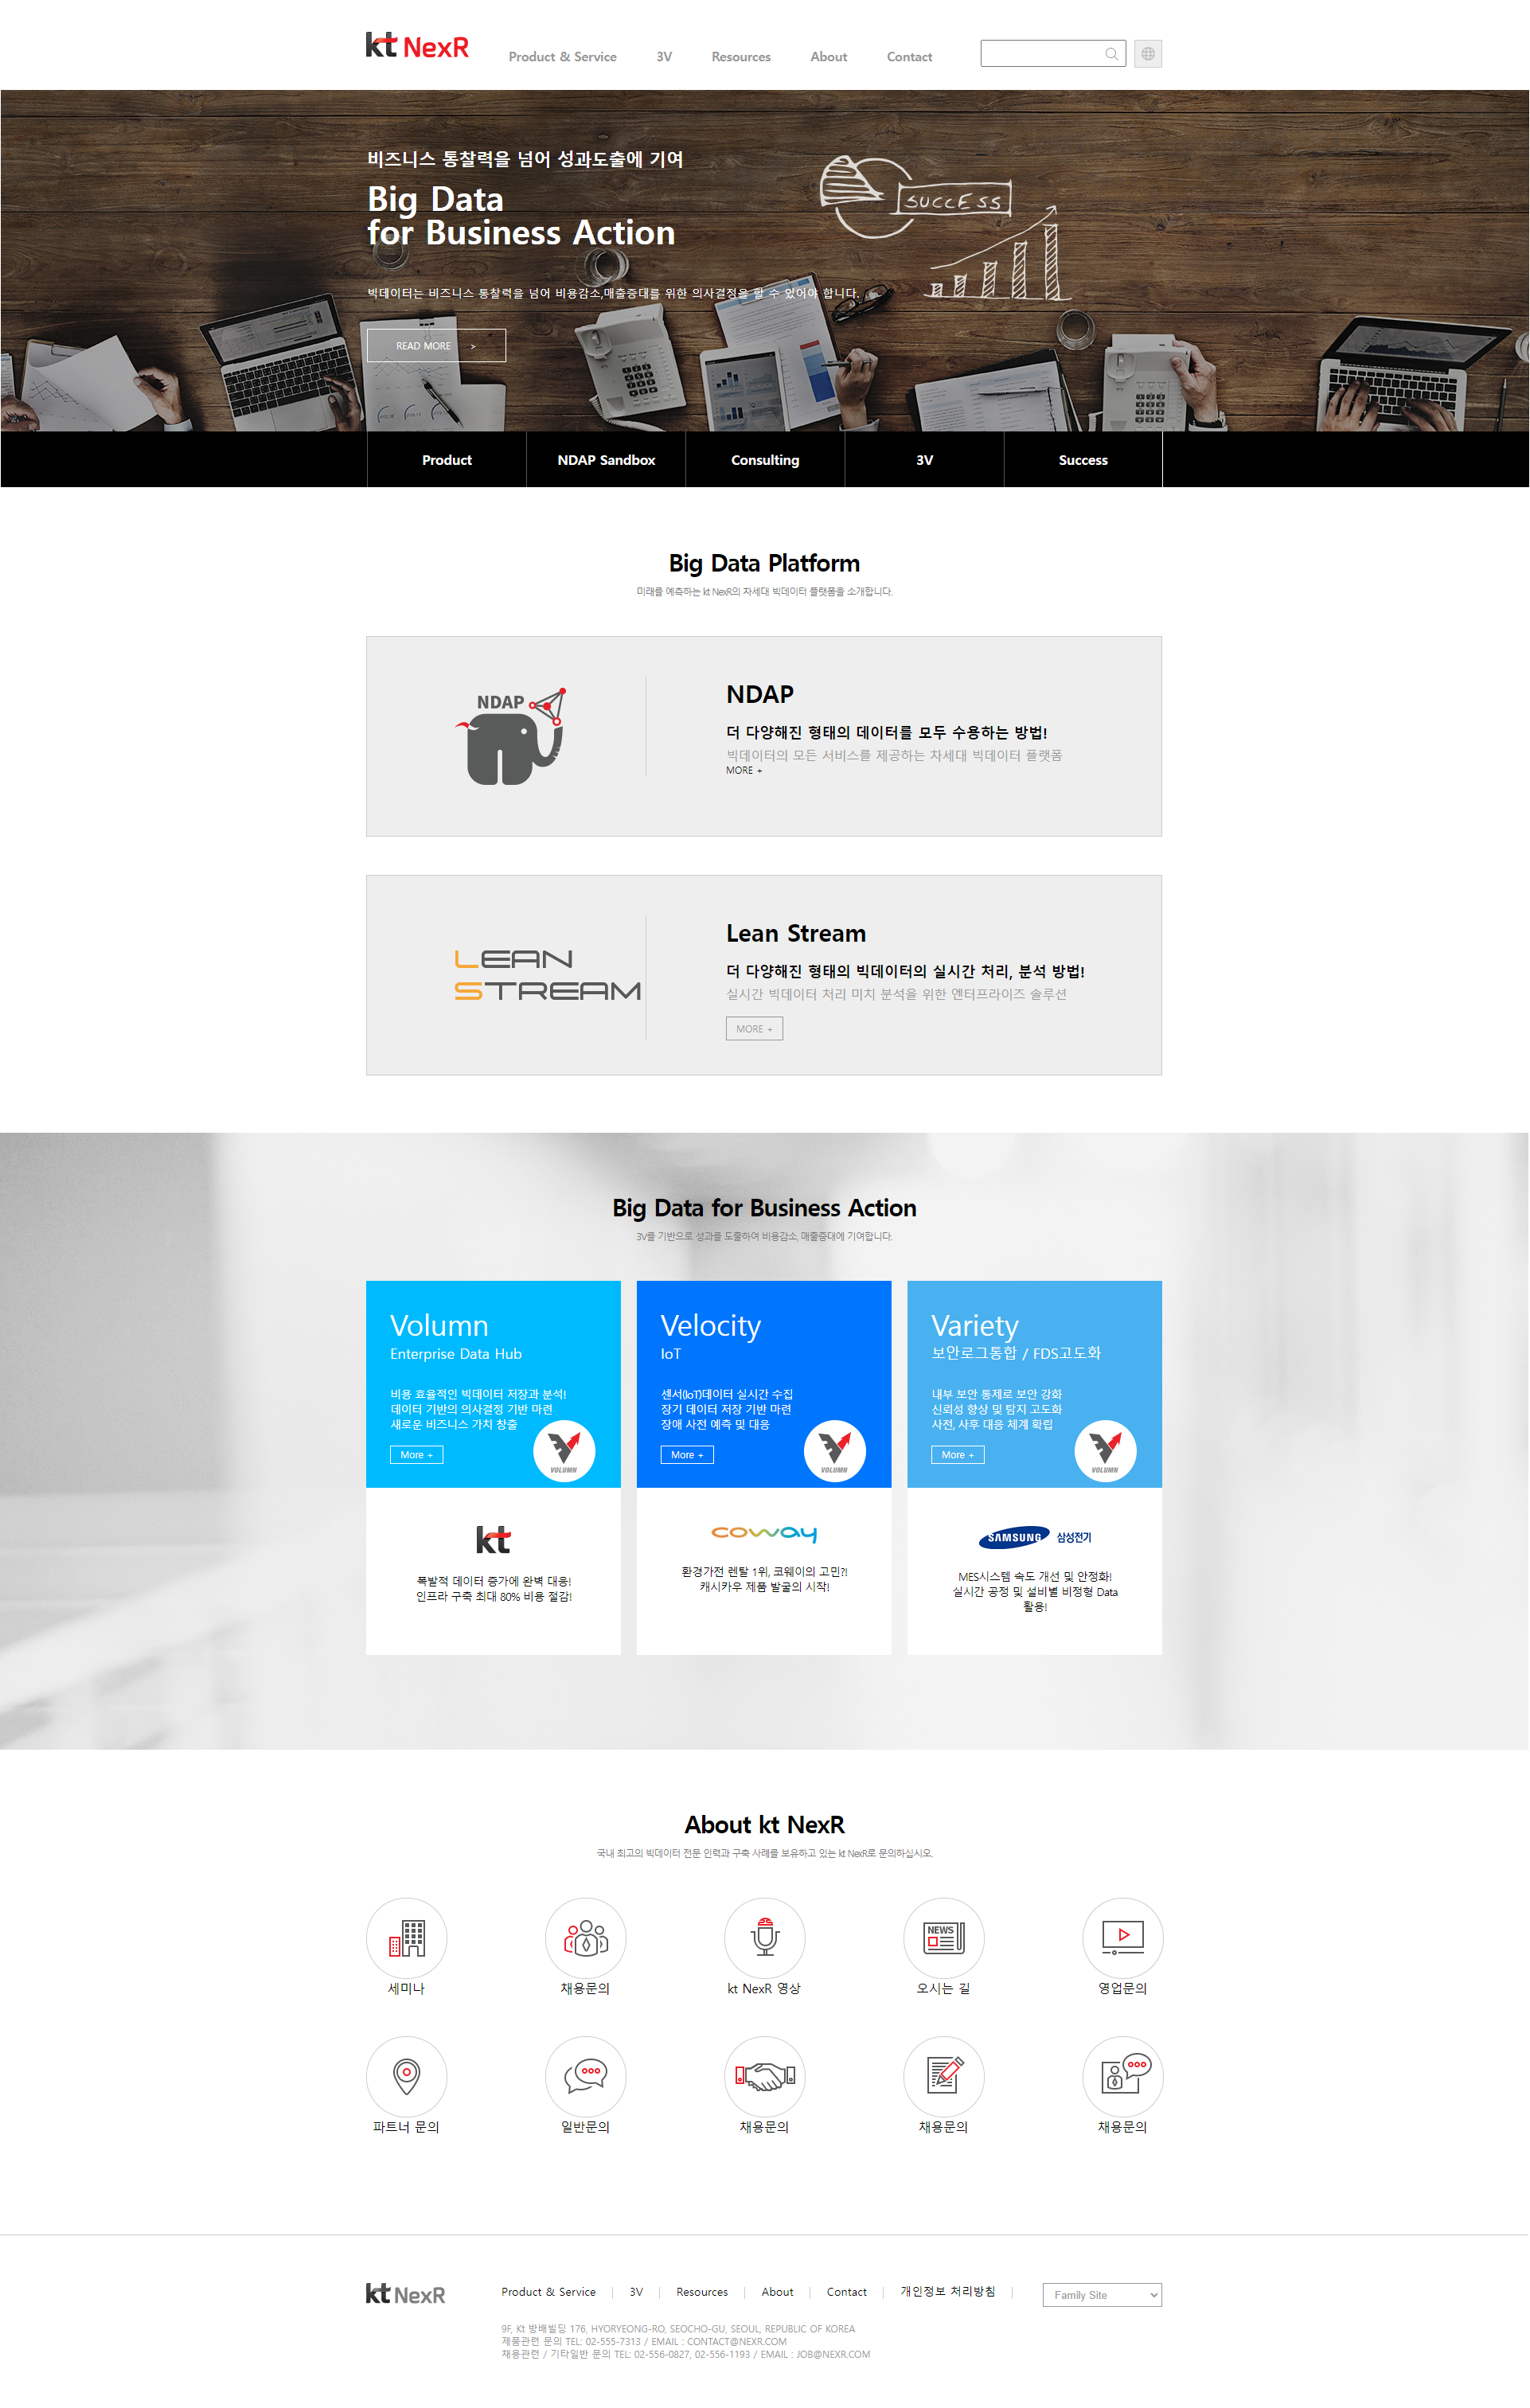 kt NexR
Product & Service
3V
Resources
About
Contact
비즈니스 통찰력을 넘어 성과도출에 기여
Big Data
for Business Action
SUCCESS
빅데이터는 비즈니스 통찰력을 넘어 비용감소,매출증대를 위한 의사결정을 할 수 있어야 합니다.
READ MORE >
Product
NDAP Sandbox
Consulting
3V
Success
Big Data Platform
미래를 예측하는 kt NexR의 차세대 빅데이터 플랫폼을 소개합니다.
NDAP
NDAP
더 다양해진 형태의 데이터를 모두 수용하는 방법!
빅데이터의 모든 서비스를 제공하는 차세대 빅데이터 플랫폼
MORE +
LEAN
STREAM
Lean Stream
더 다양해진 형태의 빅데이터의 실시간 처리, 분석 방법!
실시간 빅데이터 처리 미치 분석을 위한 엔터프라이즈 솔루션
MORE +
Big Data for Business Action
3V를 기반으로 성과를 도출하여 비용감소, 매출증대에 기여합니다.
Volumn
Enterprise Data Hub
비용 효율적인 빅데이터 저장과 분석!
데이터 기반의 의사결정 기반 마련
새로운 비즈니스 가치 창출
More +
VOLUMN
kt
폭발적 데이터 증가에 완벽 대응!
인프라 구축 최대 80% 비용 절감!
Velocity
IoT
센서(IoT)데이터 실시간 수집
장기 데이터 저장 기반 마련
장애 사전 예측 및 대응
More +
VOLUMN
coway
환경가전 렌탈 1위, 코웨이의 고민?!
캐시카우 제품 발굴의 시작!
Variety
보안로그통합 / FDS고도화
내부 보안 통제로 보안 강화
신뢰성 향상 및 탐지 고도화
사전, 사후 대응 체계 확립
More +
VOLUMN
SAMSUNG 삼성전기
MES시스템 속도 개선 및 안정화!
실시간 공정 및 설비별 비정형 Data
활용!
About kt NexR
국내 최고의 빅데이터 전문 인력과 구축 사례를 보유하고 있는 kt NexR로 문의하십시오.
NEWS
세미나
채용문의
kt NexR 영상
오시는 길
영업문의
파트너 문의
일반문의
채용문의
채용문의
채용문의
kt NexR
Product & Service
3V
Resources
About
Contact
개인정보 처리방침
Family Site
9F, Kt 방배빌딩 176, HYORYEONG-RO, SEOCHO-GU, SEOUL, REPUBLIC OF KOREA
제품관련 문의 TEL: 02-555-7313 / EMAIL : CONTACT@NEXR.COM
채용관련 / 기타일반 문의 TEL: 02-556-0827, 02-556-1193 / EMAIL : JOB@NEXR.COM